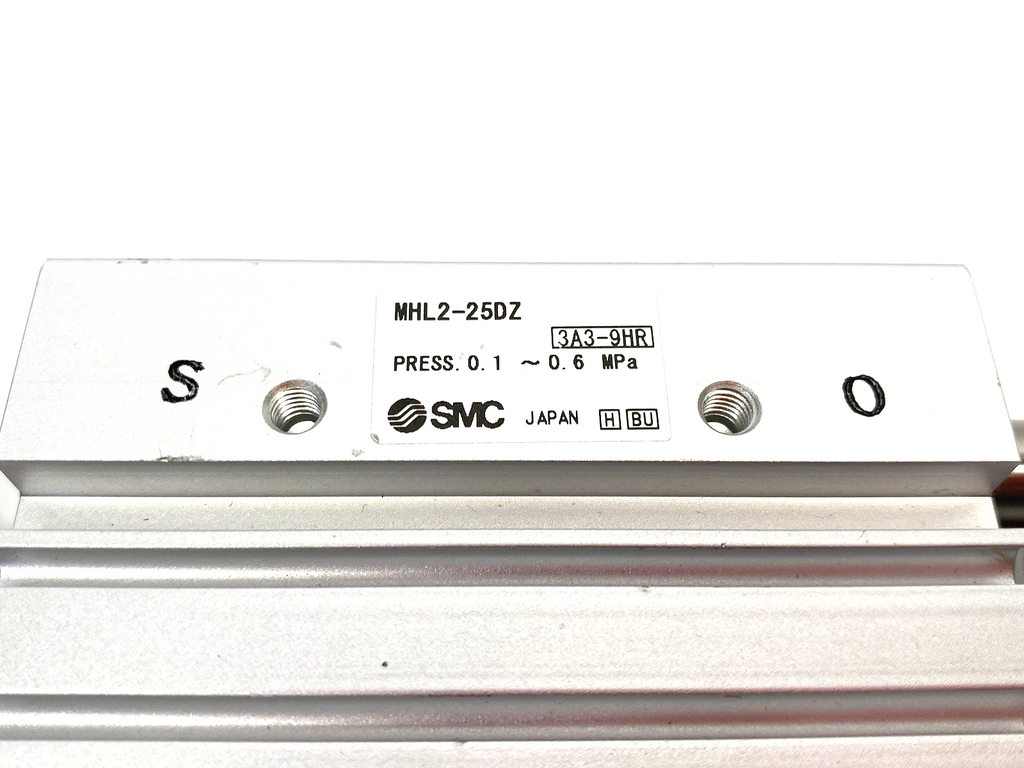 MHL2-25DZ
3A3-9HR
PRESS. 0.1 ～0.6 MPa
S
O
SMC JAPAN H BU